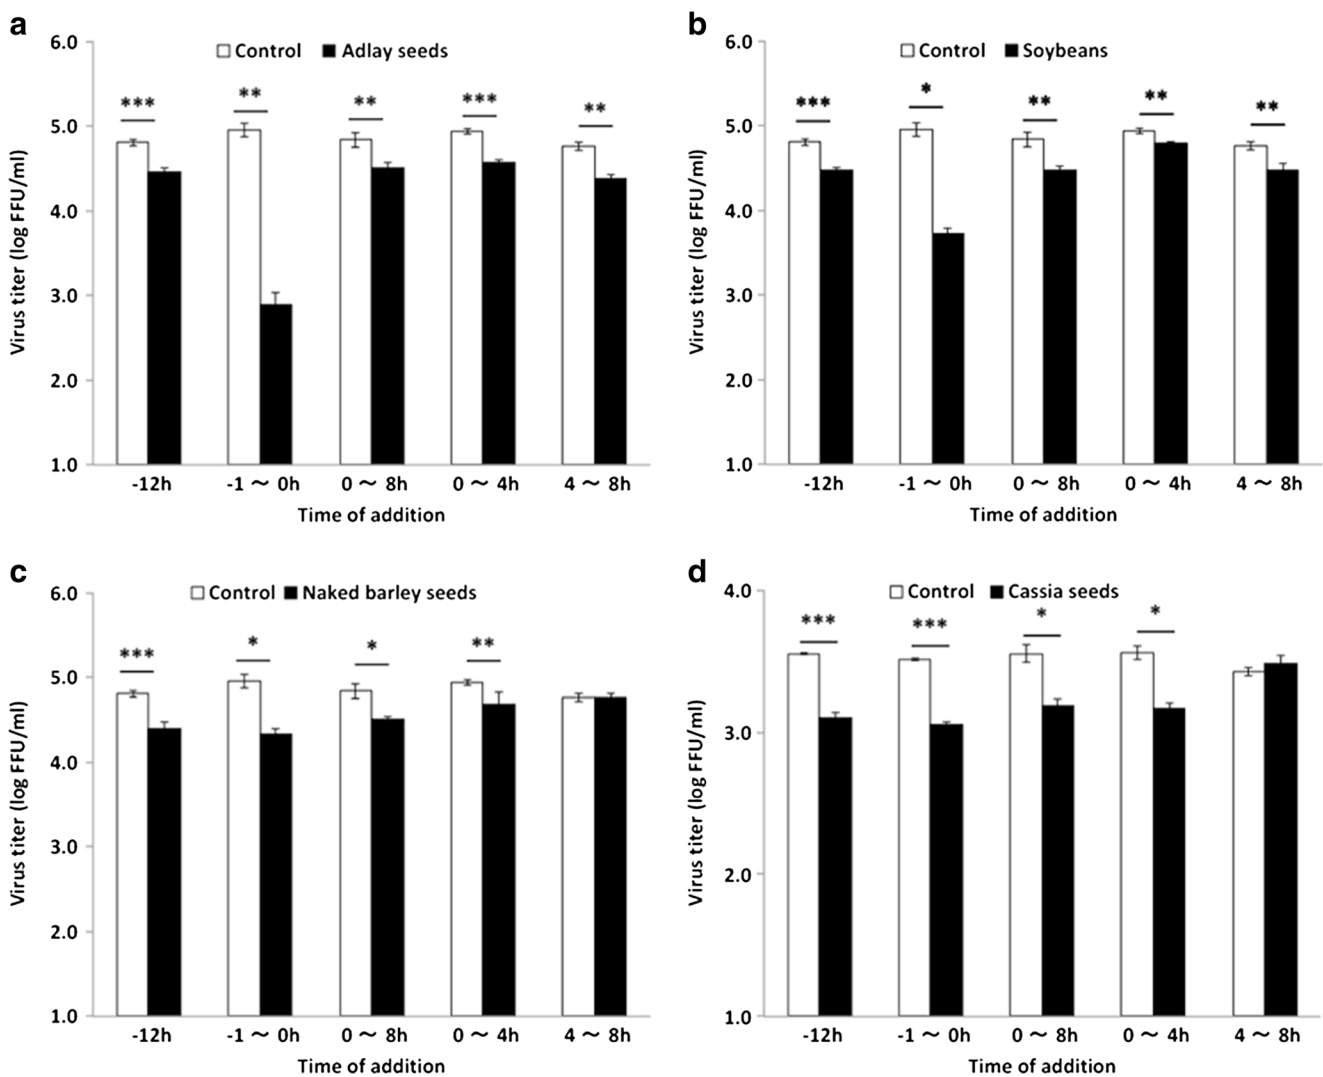 a
Control Adlay seeds
Virus titer (log FFU/ml)
6.0
5.0
4.0
3.0
2.0
1.0
*** ** ** *** **
-12h -1 ~ 0h 0 ~ 8h 0 ~ 4h 4 ~ 8h
Time of addition
b
Control Soybeans
Virus titer (log FFU/ml)
6.0
5.0
4.0
3.0
2.0
1.0
*** * ** ** **
-12h -1 ~ 0h 0 ~ 8h 0 ~ 4h 4 ~ 8h
Time of addition
c
Control Naked barley seeds
Virus titer (log FFU/ml)
6.0
5.0
4.0
3.0
2.0
1.0
*** * * **
-12h -1 ~ 0h 0 ~ 8h 0 ~ 4h 4 ~ 8h
Time of addition
d
Control Cassia seeds
Virus titer (log FFU/ml)
4.0
3.0
2.0
1.0
*** *** * *
-12h -1 ~ 0h 0 ~ 8h 0 ~ 4h 4 ~ 8h
Time of addition